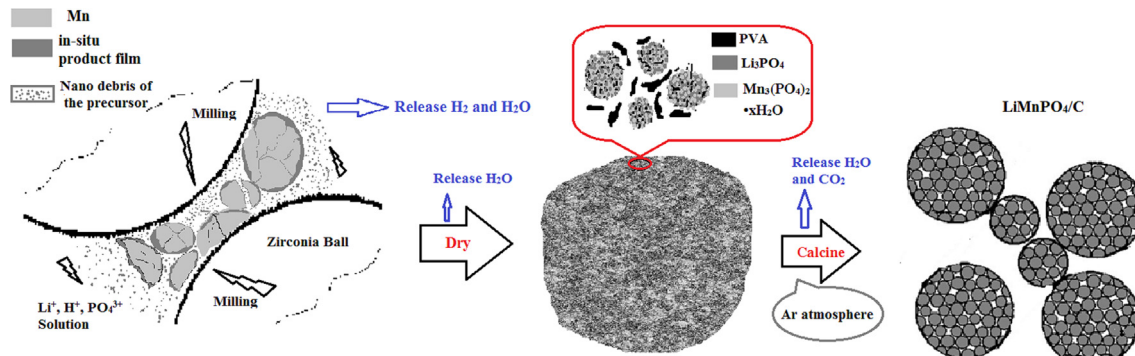 Mn
in-situ
product film
Nano debris of
the precursor
Milling
Release H₂ and H₂O
Zirconia Ball
Milling
Li⁺, H⁺, PO₄³⁺
Solution
Release H₂O
Dry
PVA
Li₃PO₄
Mn₃(PO₄)₂
•xH₂O
Release H₂O
and CO₂
Calcine
Ar atmosphere
LiMnPO₄/C